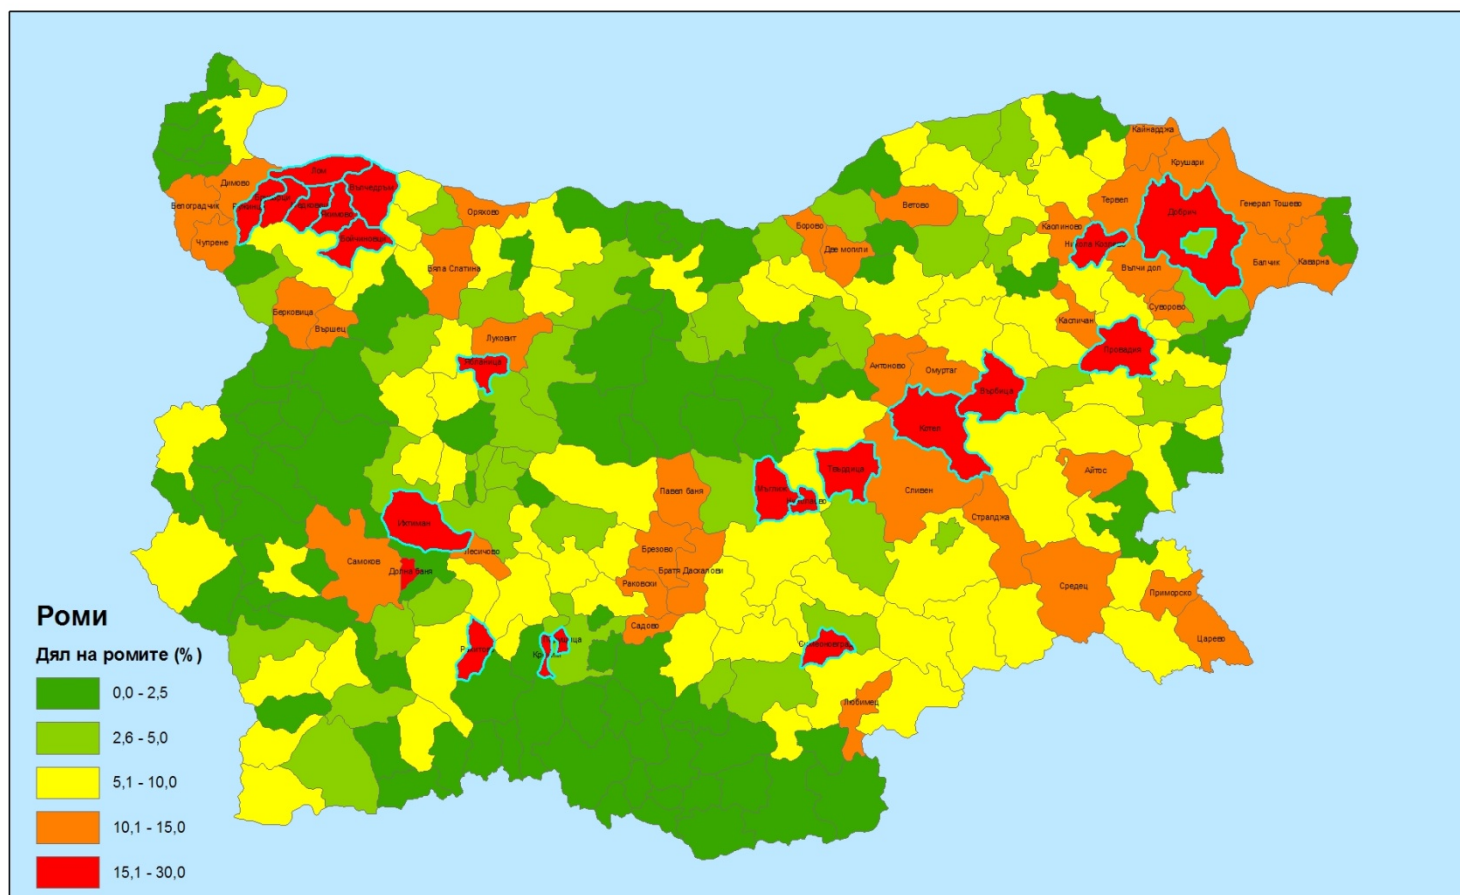 Кайнарджа
Крушари
Лом
Димово
Вълчедръм
Белоградчик
Тервел
Генерал Тошево
Ветово
Добрич
Оряхово
Борово
Каолиново
Чупрене
Две могили
Бяла Слатина
Вълчи дол
Балчик
Каварна
Суворово
Берковица
Вършец
Каспичан
Луковит
Провадия
Антоново
Омуртаг
Върбица
Котел
Твърдица
Айтос
Павел баня
Сливен
Стралджа
Ихтиман
Лесичово
Брезово
Самоков
Долна баня
Братя Даскалови
Раковски
Средец
Приморско
Садово
Царево
Любимец
Роми
Дял на ромите (%)
0,0 - 2,5
2,6 - 5,0
5,1 - 10,0
10,1 - 15,0
15,1 - 30,0